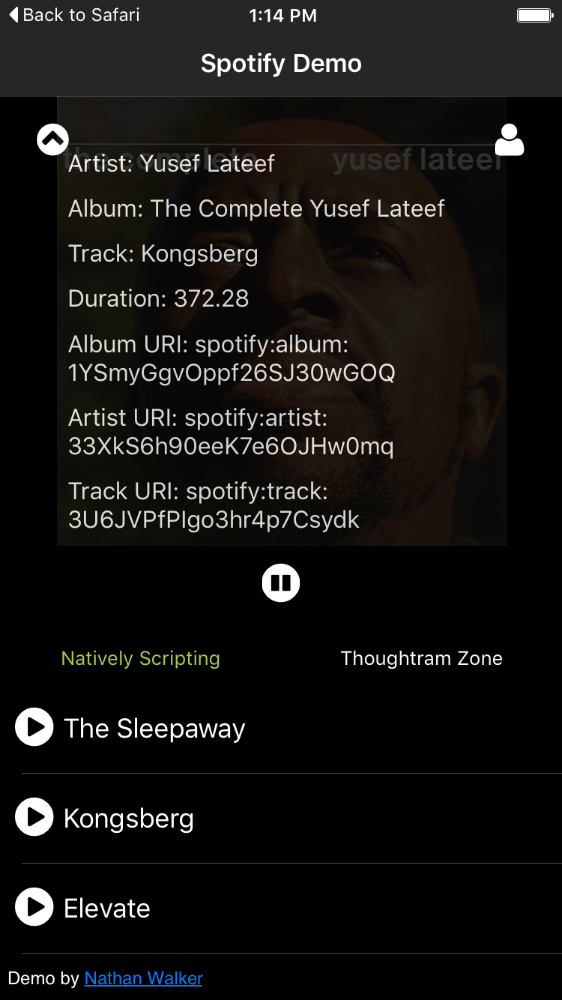 Back to Safari
1:14 PM
Spotify Demo
the complete yusef lateef
Artist: Yusef Lateef
Album: The Complete Yusef Lateef
Track: Kongsberg
Duration: 372.28
Album URI: spotify:album:
1YSmyGgvOppf26SJ30wGOQ
Artist URI: spotify:artist:
33XkS6h90eeK7e6OJHw0mq
Track URI: spotify:track:
3U6JVPfPIgo3hr4p7Csydk
Natively Scripting
Thoughtram Zone
The Sleepaway
Kongsberg
Elevate
Demo by Nathan Walker